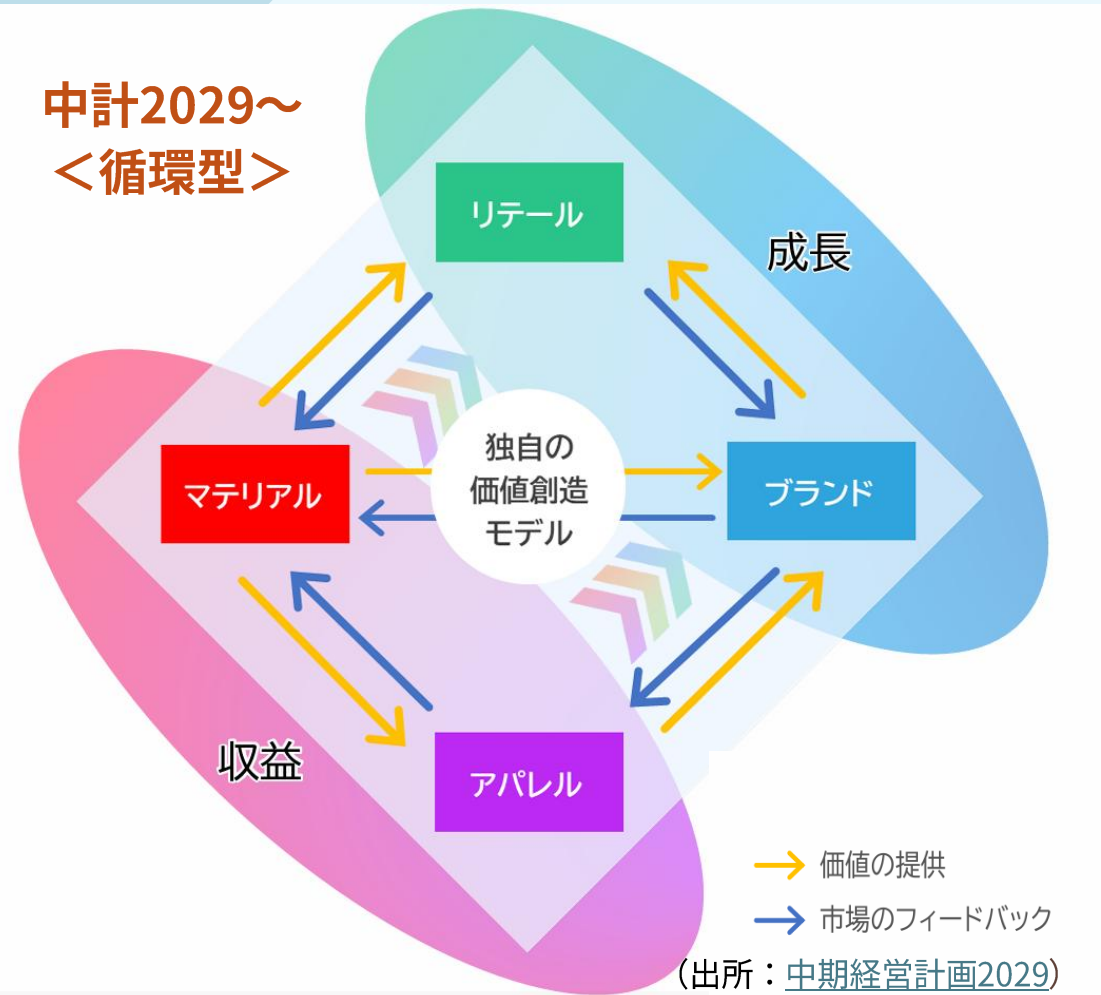 中計2029～
＜循環型＞
リテール
成長
独自の
価値創造
モデル
マテリアル
ブランド
収益
アパレル
価値の提供
市場のフィードバック
（出所：中期経営計画2029）